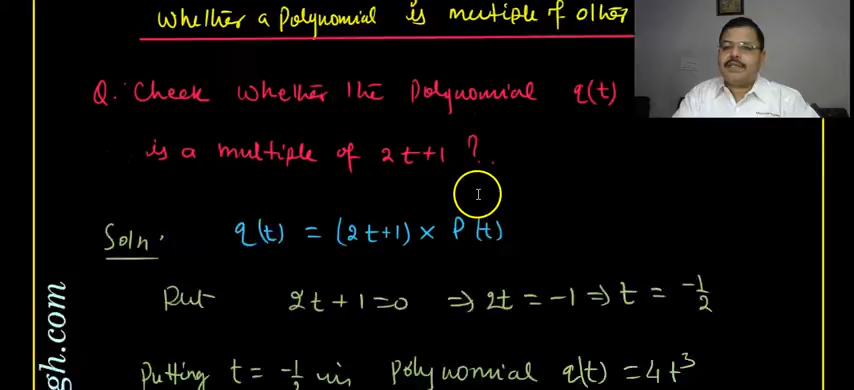 Whether a Polynomial is multiple of other
Q. Check whether the Polynomial q(t)
is a multiple of 2t+1 ?
Soln.
q(t) = (2t+1) × P(t)
Put 2t+1=0 ⇒ 2t = -1 ⇒ t = -1/2
Putting t = -1/2 in Polynomial q(t) = 4t³
gh.com